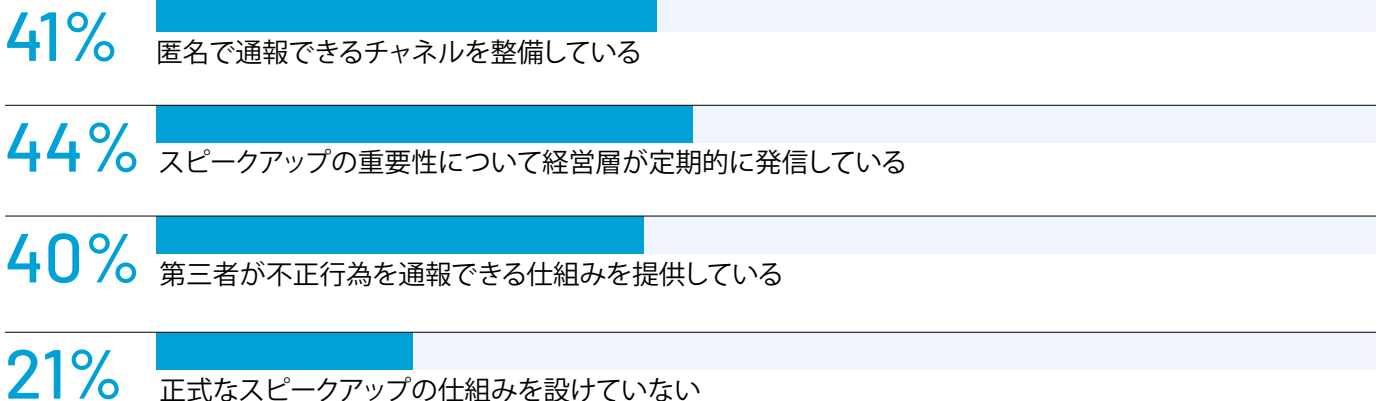 41%
匿名で通報できるチャネルを整備している
44%
スピークアップの重要性について経営層が定期的に発信している
40%
第三者が不正行為を通報できる仕組みを提供している
21%
正式なスピークアップの仕組みを設けていない